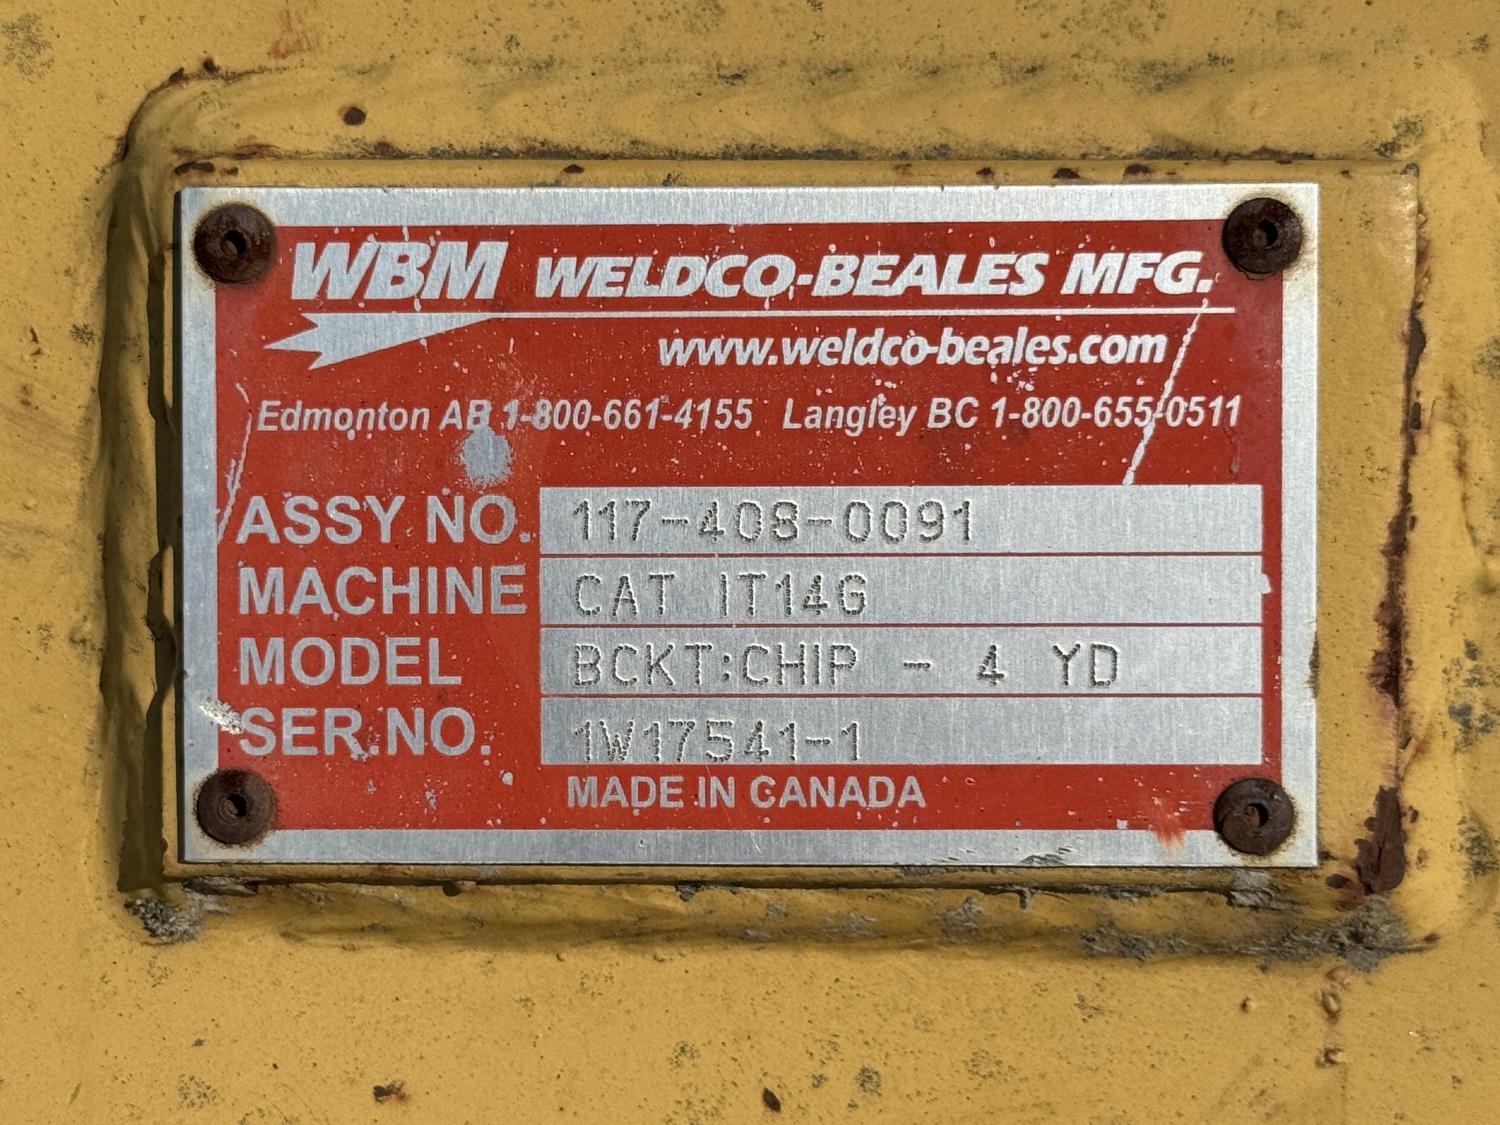 WBM WELDCO-BEALES MFG.
www.weldco-beales.com
Edmonton AB 1-800-661-4155 Langley BC 1-800-655-0511
ASSY NO. 117-408-0091
MACHINE CAT IT14G
MODEL BCKT:CHIP - 4 YD
SER.NO. 1W17541-1
MADE IN CANADA